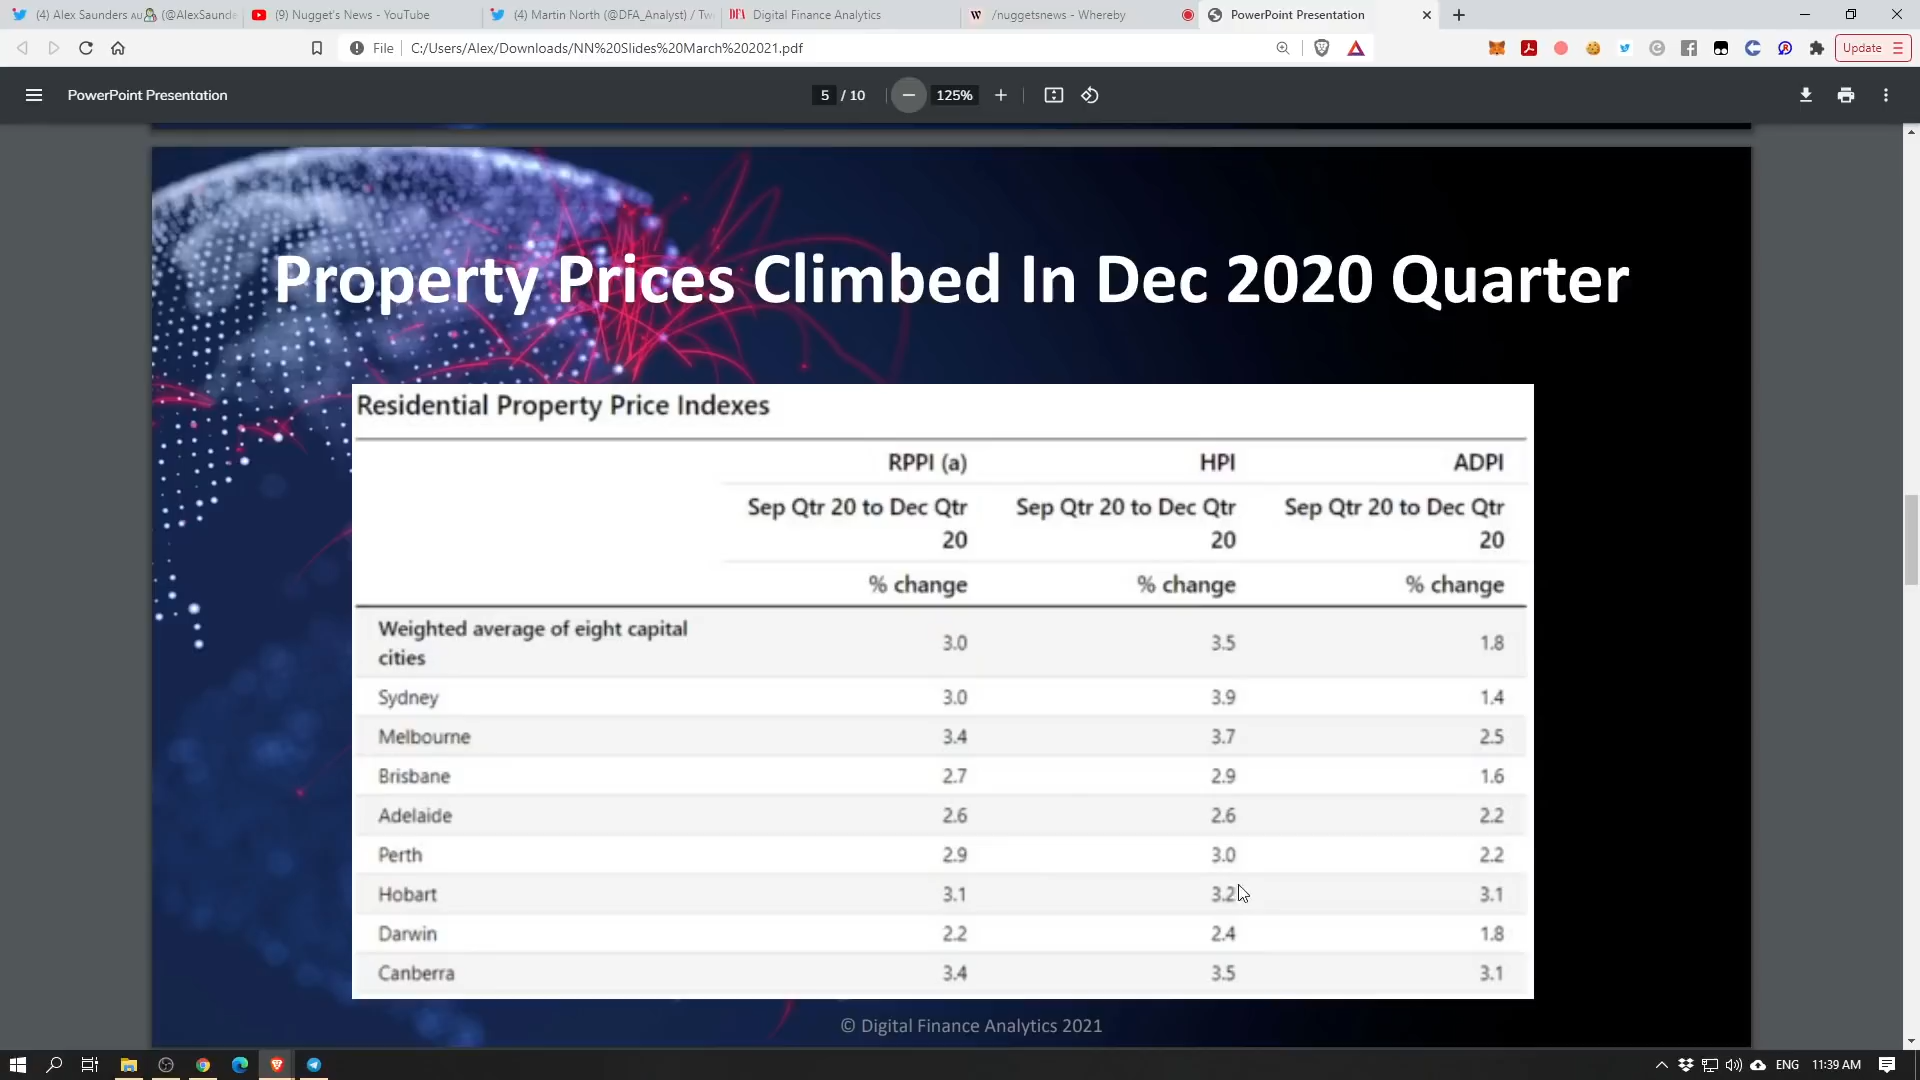 (4) Alex Saunders (@AlexSaunde
(9) Nugget's News - YouTube
(4) Martin North (@DFA_Analyst) / Tw
DFA Digital Finance Analytics
/nuggetsnews - Whereby
PowerPoint Presentation
File C:/Users/Alex/Downloads/NN%20Slides%20March%202021.pdf
Update
PowerPoint Presentation
5 / 10
125%
Property Prices Climbed In Dec 2020 Quarter
Residential Property Price Indexes
RPPI (a) HPI ADPI
Sep Qtr 20 to Dec Qtr 20 Sep Qtr 20 to Dec Qtr 20 Sep Qtr 20 to Dec Qtr 20
% change % change % change
Weighted average of eight capital cities 3.0 3.5 1.8
Sydney 3.0 3.9 1.4
Melbourne 3.4 3.7 2.5
Brisbane 2.7 2.9 1.6
Adelaide 2.6 2.6 2.2
Perth 2.9 3.0 2.2
Hobart 3.1 3.2 3.1
Darwin 2.2 2.4 1.8
Canberra 3.4 3.5 3.1
© Digital Finance Analytics 2021
ENG 11:39 AM